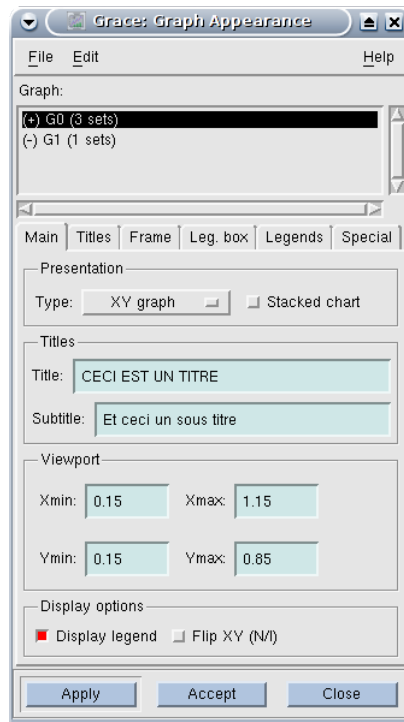 Grace: Graph Appearance
File Edit Help
Graph:
(+) G0 (3 sets)
(-) G1 (1 sets)
Main Titles Frame Leg. box Legends Special
Presentation
Type: XY graph Stacked chart
Titles
Title: CECI EST UN TITRE
Subtitle: Et ceci un sous titre
Viewport
Xmin: 0.15 Xmax: 1.15
Ymin: 0.15 Ymax: 0.85
Display options
Display legend Flip XY (N/I)
Apply Accept Close